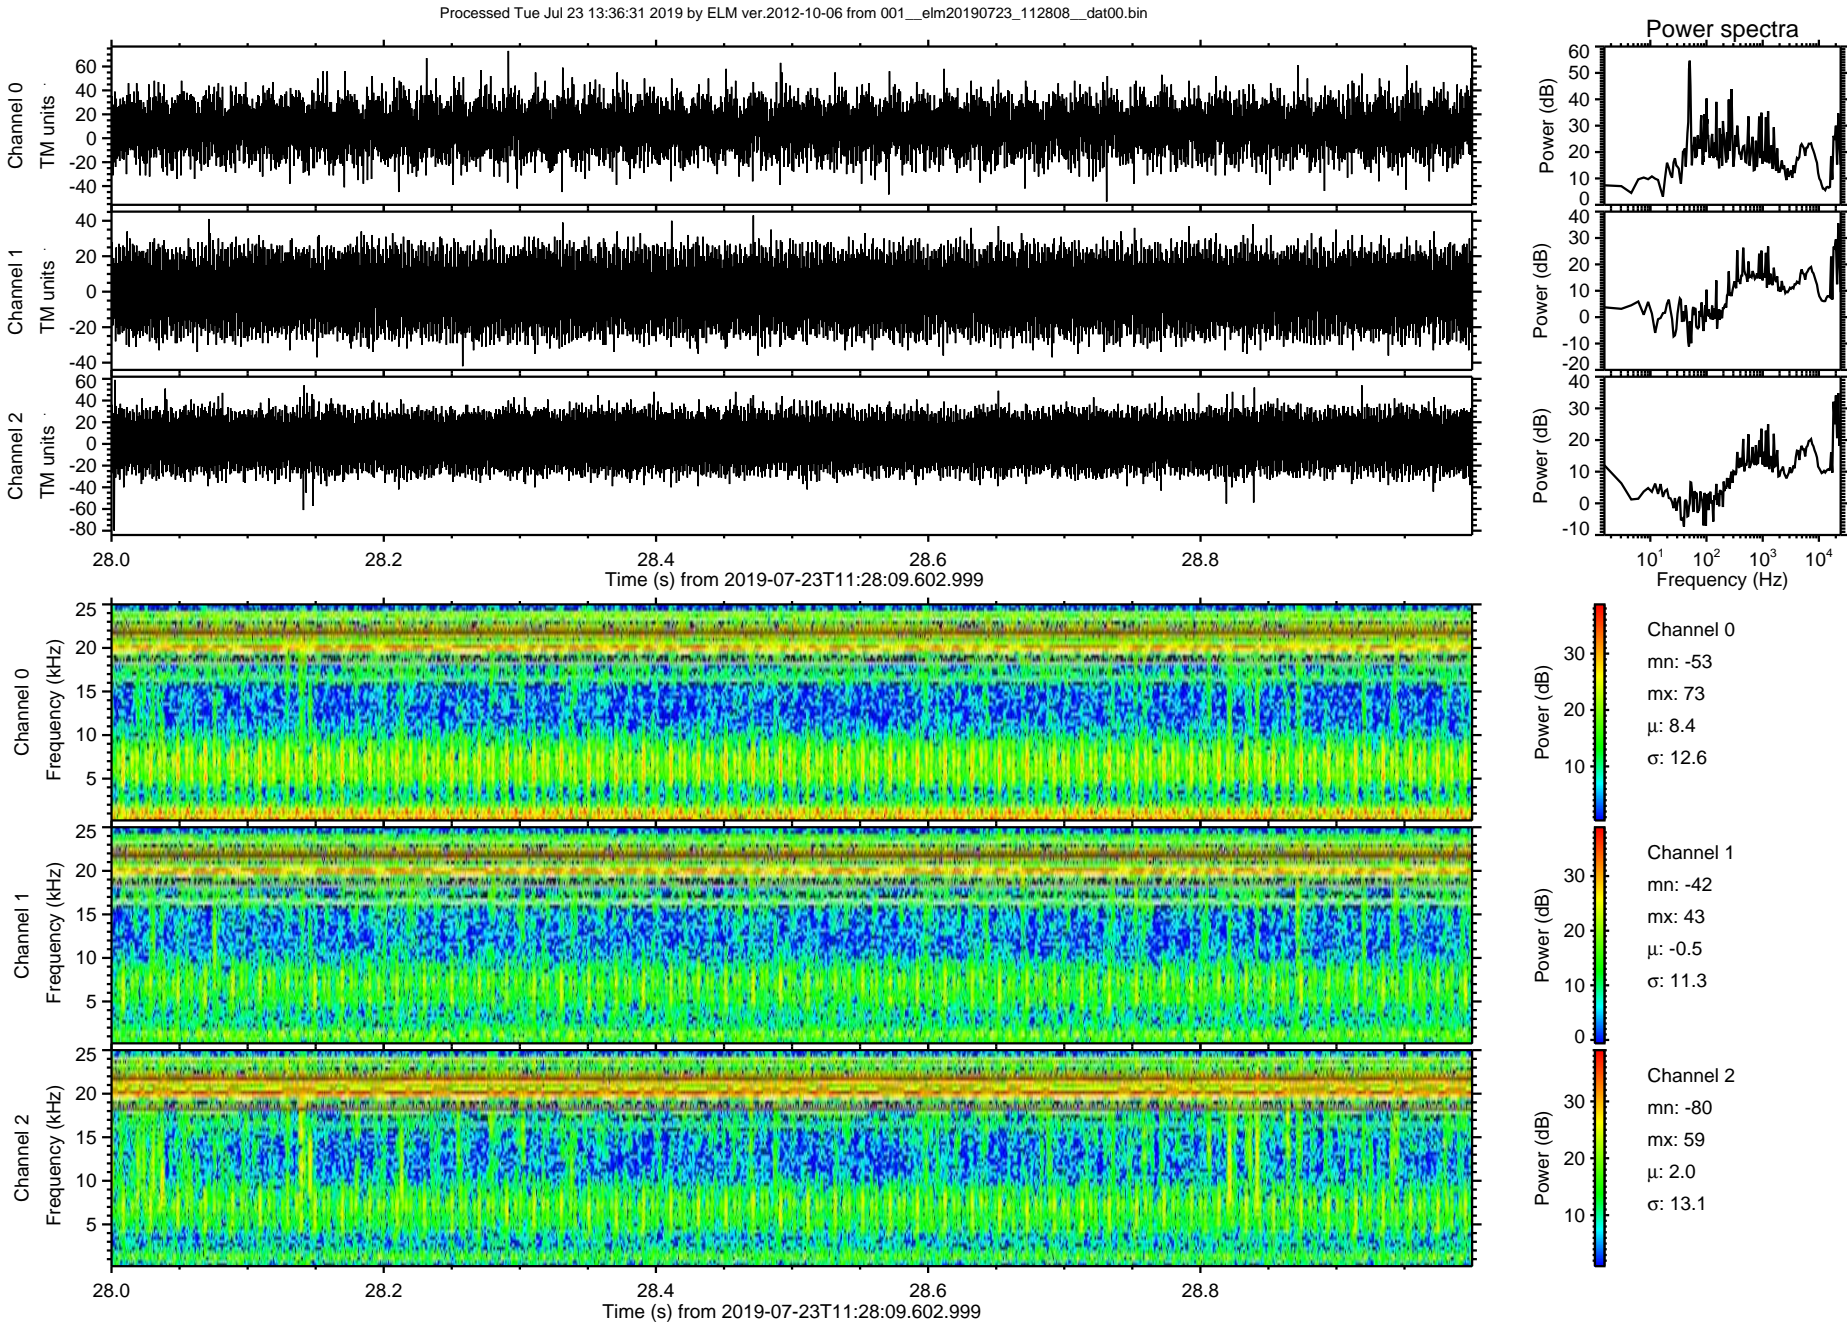 Processed Tue Jul 23 13:36:31 2019 by ELM ver.2012-10-06 from 001__elm20190723_112808__dat00.bin
Power spectra
Channel 0
TM units
60
40
20
0
-20
-40
Power (dB)
60
50
40
30
20
10
0
Channel 1
TM units
40
20
0
-20
-40
Power (dB)
40
30
20
10
0
-10
-20
Channel 2
TM units
60
40
20
0
-20
-40
-60
-80
Power (dB)
40
30
20
10
0
-10
28.0 28.2 28.4 28.6 28.8
Time (s) from 2019-07-23T11:28:09.602.999
10^1 10^2 10^3 10^4
Frequency (Hz)
Channel 0
Frequency (kHz)
25
20
15
10
5
Power (dB)
30
20
10
Channel 0
mn: -53
mx: 73
μ: 8.4
σ: 12.6
Channel 1
Frequency (kHz)
25
20
15
10
5
Power (dB)
30
20
10
0
Channel 1
mn: -42
mx: 43
μ: -0.5
σ: 11.3
Channel 2
Frequency (kHz)
25
20
15
10
5
Power (dB)
30
20
10
Channel 2
mn: -80
mx: 59
μ: 2.0
σ: 13.1
28.0 28.2 28.4 28.6 28.8
Time (s) from 2019-07-23T11:28:09.602.999